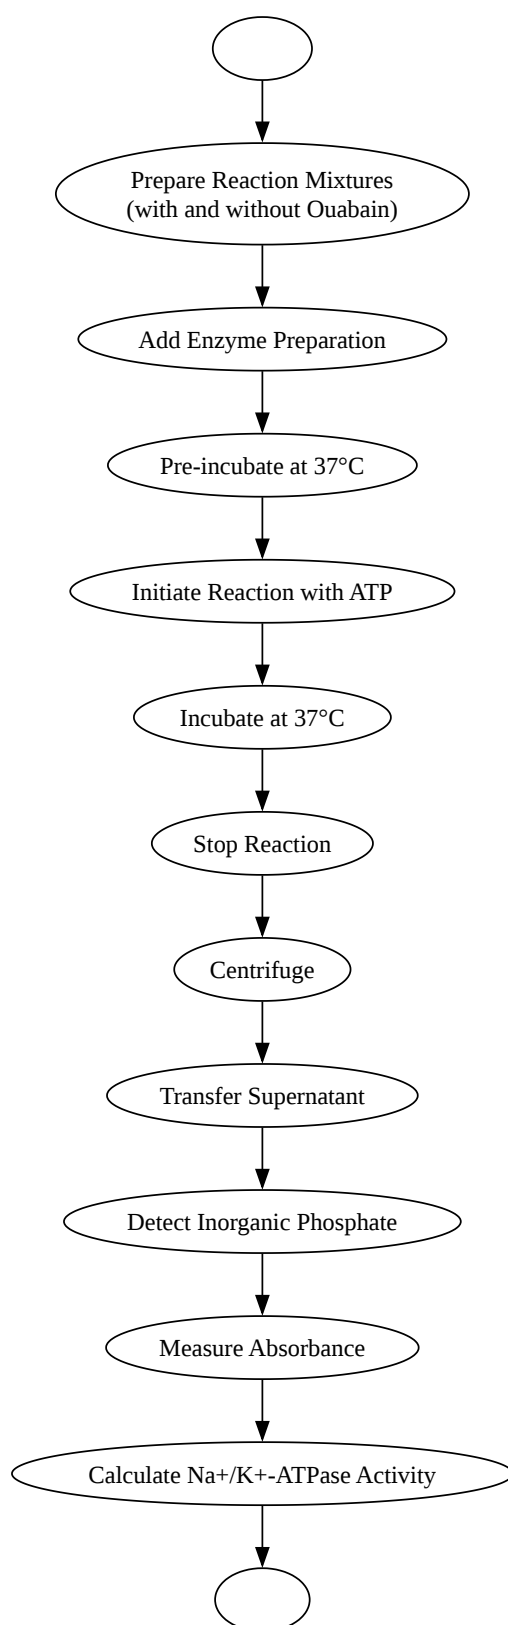 Prepare Reaction Mixtures
(with and without Ouabain)
Add Enzyme Preparation
Pre-incubate at 37°C
Initiate Reaction with ATP
Incubate at 37°C
Stop Reaction
Centrifuge
Transfer Supernatant
Detect Inorganic Phosphate
Measure Absorbance
Calculate Na+/K+-ATPase Activity